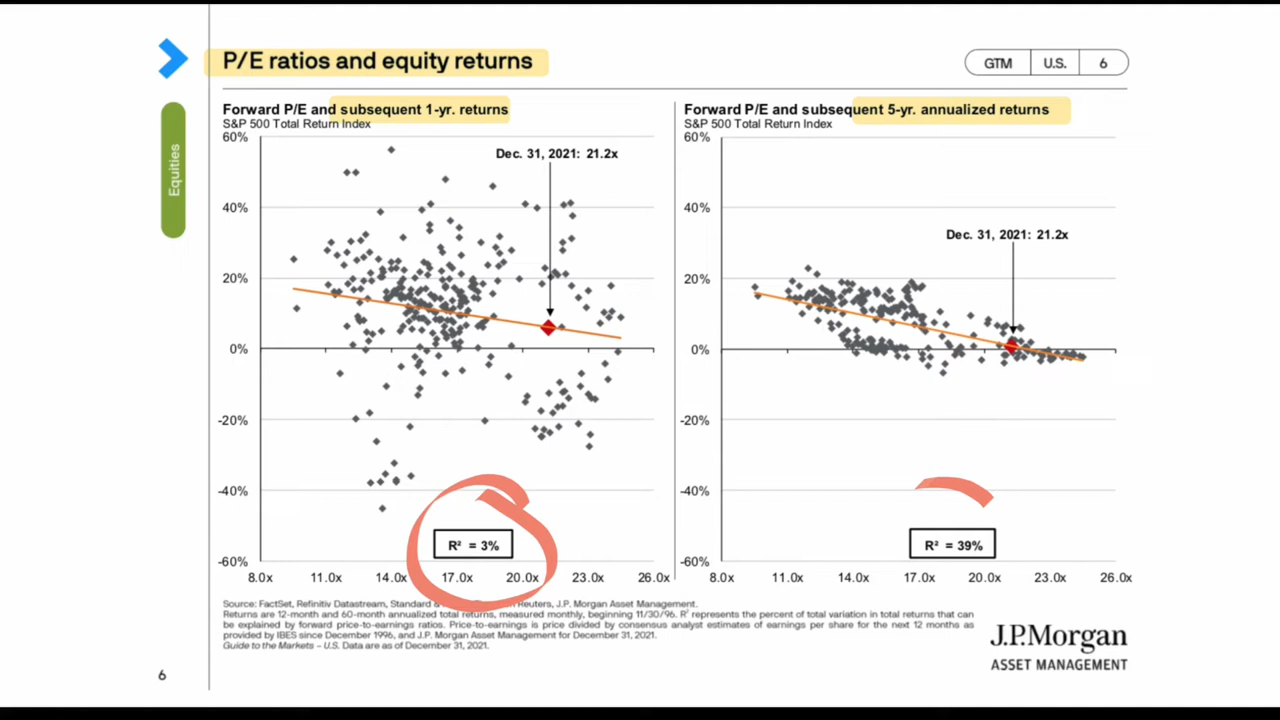 P/E ratios and equity returns
GTM U.S. 6
Equities
Forward P/E and subsequent 1-yr. returns
S&P 500 Total Return Index
60%
40%
20%
0%
-20%
-40%
-60%
Dec. 31, 2021: 21.2x
R² = 3%
8.0x 11.0x 14.0x 17.0x 20.0x 23.0x 26.0x
Forward P/E and subsequent 5-yr. annualized returns
S&P 500 Total Return Index
60%
40%
20%
0%
-20%
-40%
-60%
Dec. 31, 2021: 21.2x
R² = 39%
8.0x 11.0x 14.0x 17.0x 20.0x 23.0x 26.0x
Source: FactSet, Refinitiv Datastream, Standard & Reuters, J.P. Morgan Asset Management.
Returns are 12-month and 60-month annualized total returns, measured monthly, beginning 11/30/96. R² represents the percent of total variation in total returns that can
be explained by forward price-to-earnings ratios. Price-to-earnings is price divided by consensus analyst estimates of earnings per share for the next 12 months as
provided by IBES since December 1996, and J.P. Morgan Asset Management for December 31, 2021.
Guide to the Markets – U.S. Data are as of December 31, 2021.
J.P.Morgan
ASSET MANAGEMENT
6